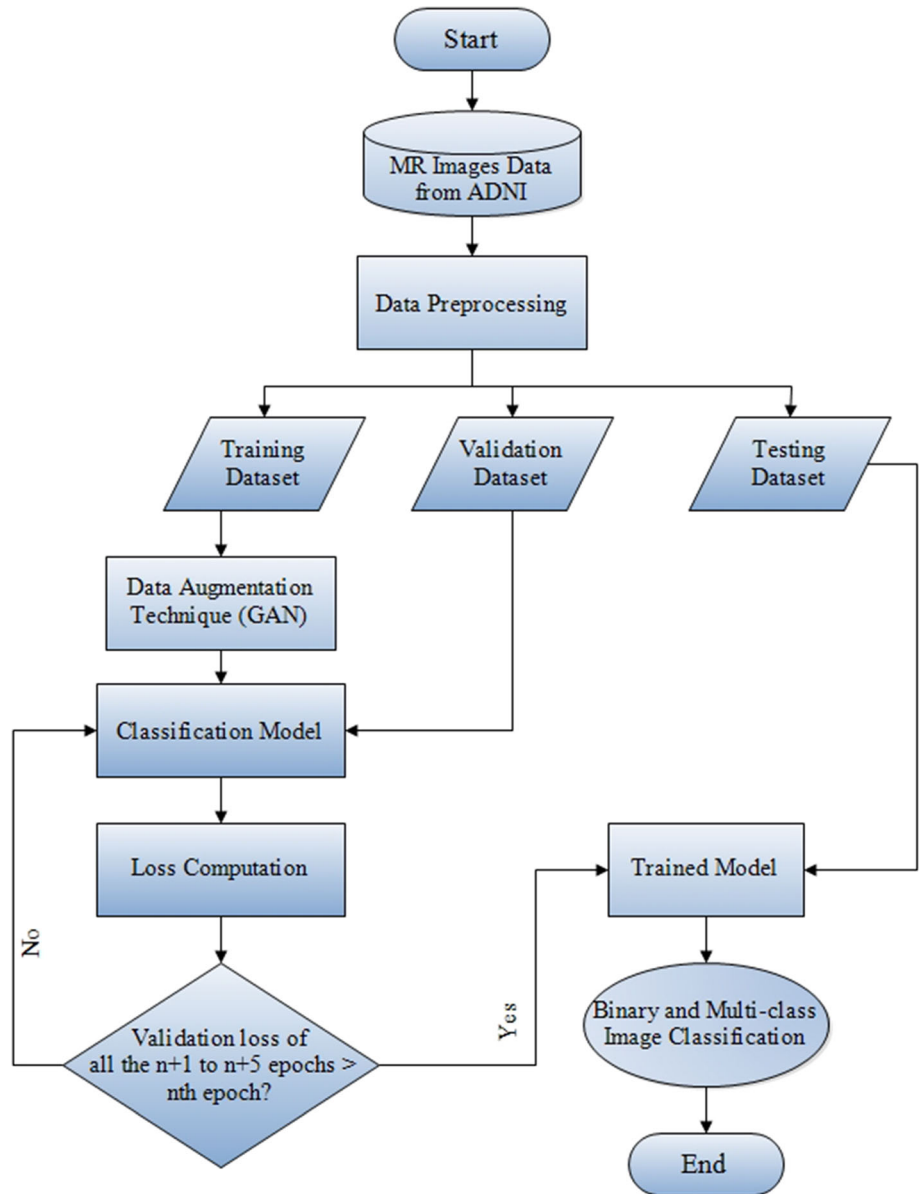 Start
MR Images Data
from ADNI
Data Preprocessing
Training
Dataset
Validation
Dataset
Testing
Dataset
Data Augmentation
Technique (GAN)
Classification Model
Loss Computation
Trained Model
No
Yes
Validation loss of
all the n+1 to n+5 epochs >
nth epoch?
Binary and Multi-class
Image Classification
End